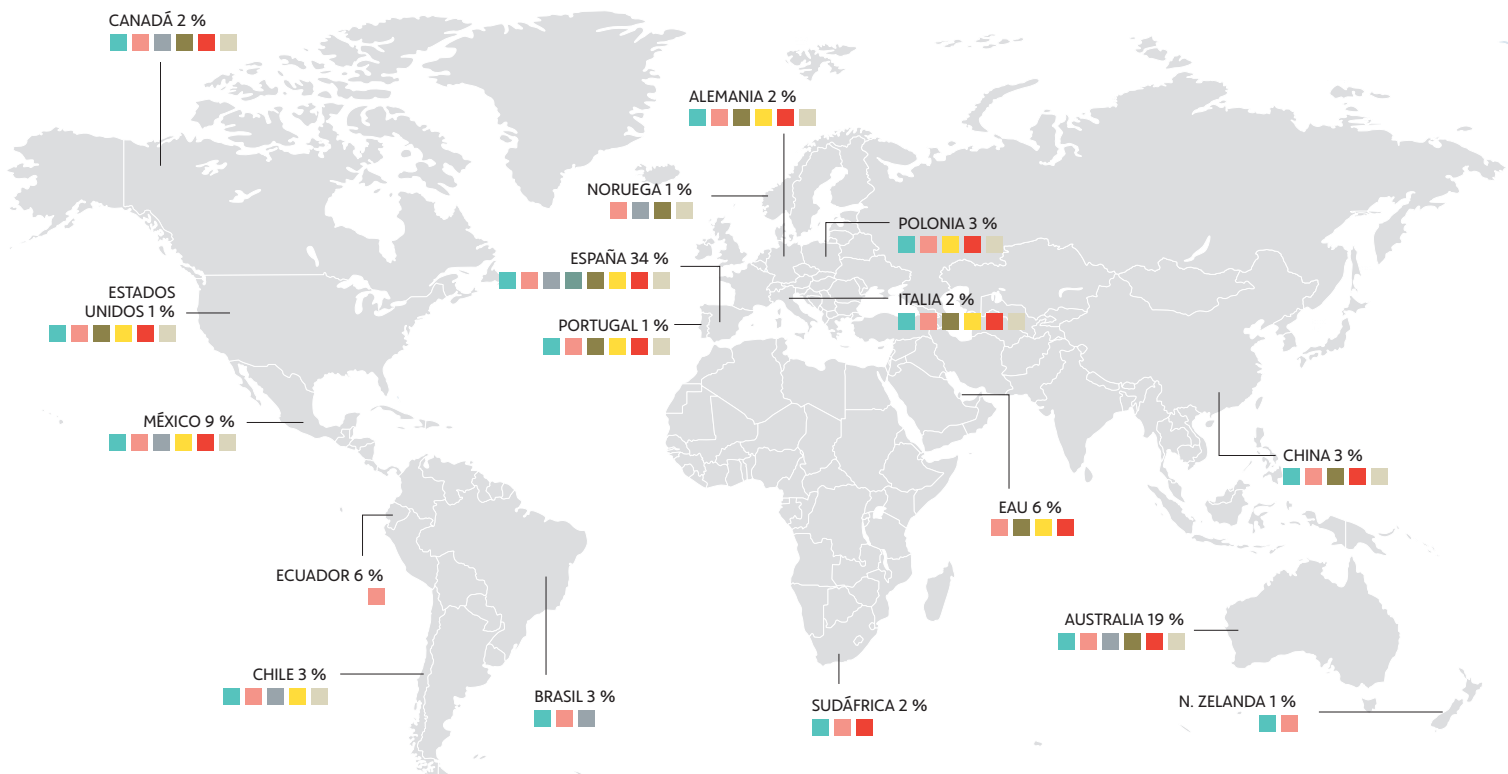 CANADÁ 2 %
ALEMANIA 2 %
NORUEGA 1 %
POLONIA 3 %
ESPAÑA 34 %
ESTADOS
UNIDOS 1 %
ITALIA 2 %
PORTUGAL 1 %
MÉXICO 9 %
CHINA 3 %
EAU 6 %
ECUADOR 6 %
AUSTRALIA 19 %
CHILE 3 %
BRASIL 3 %
SUDÁFRICA 2 %
N. ZELANDA 1 %